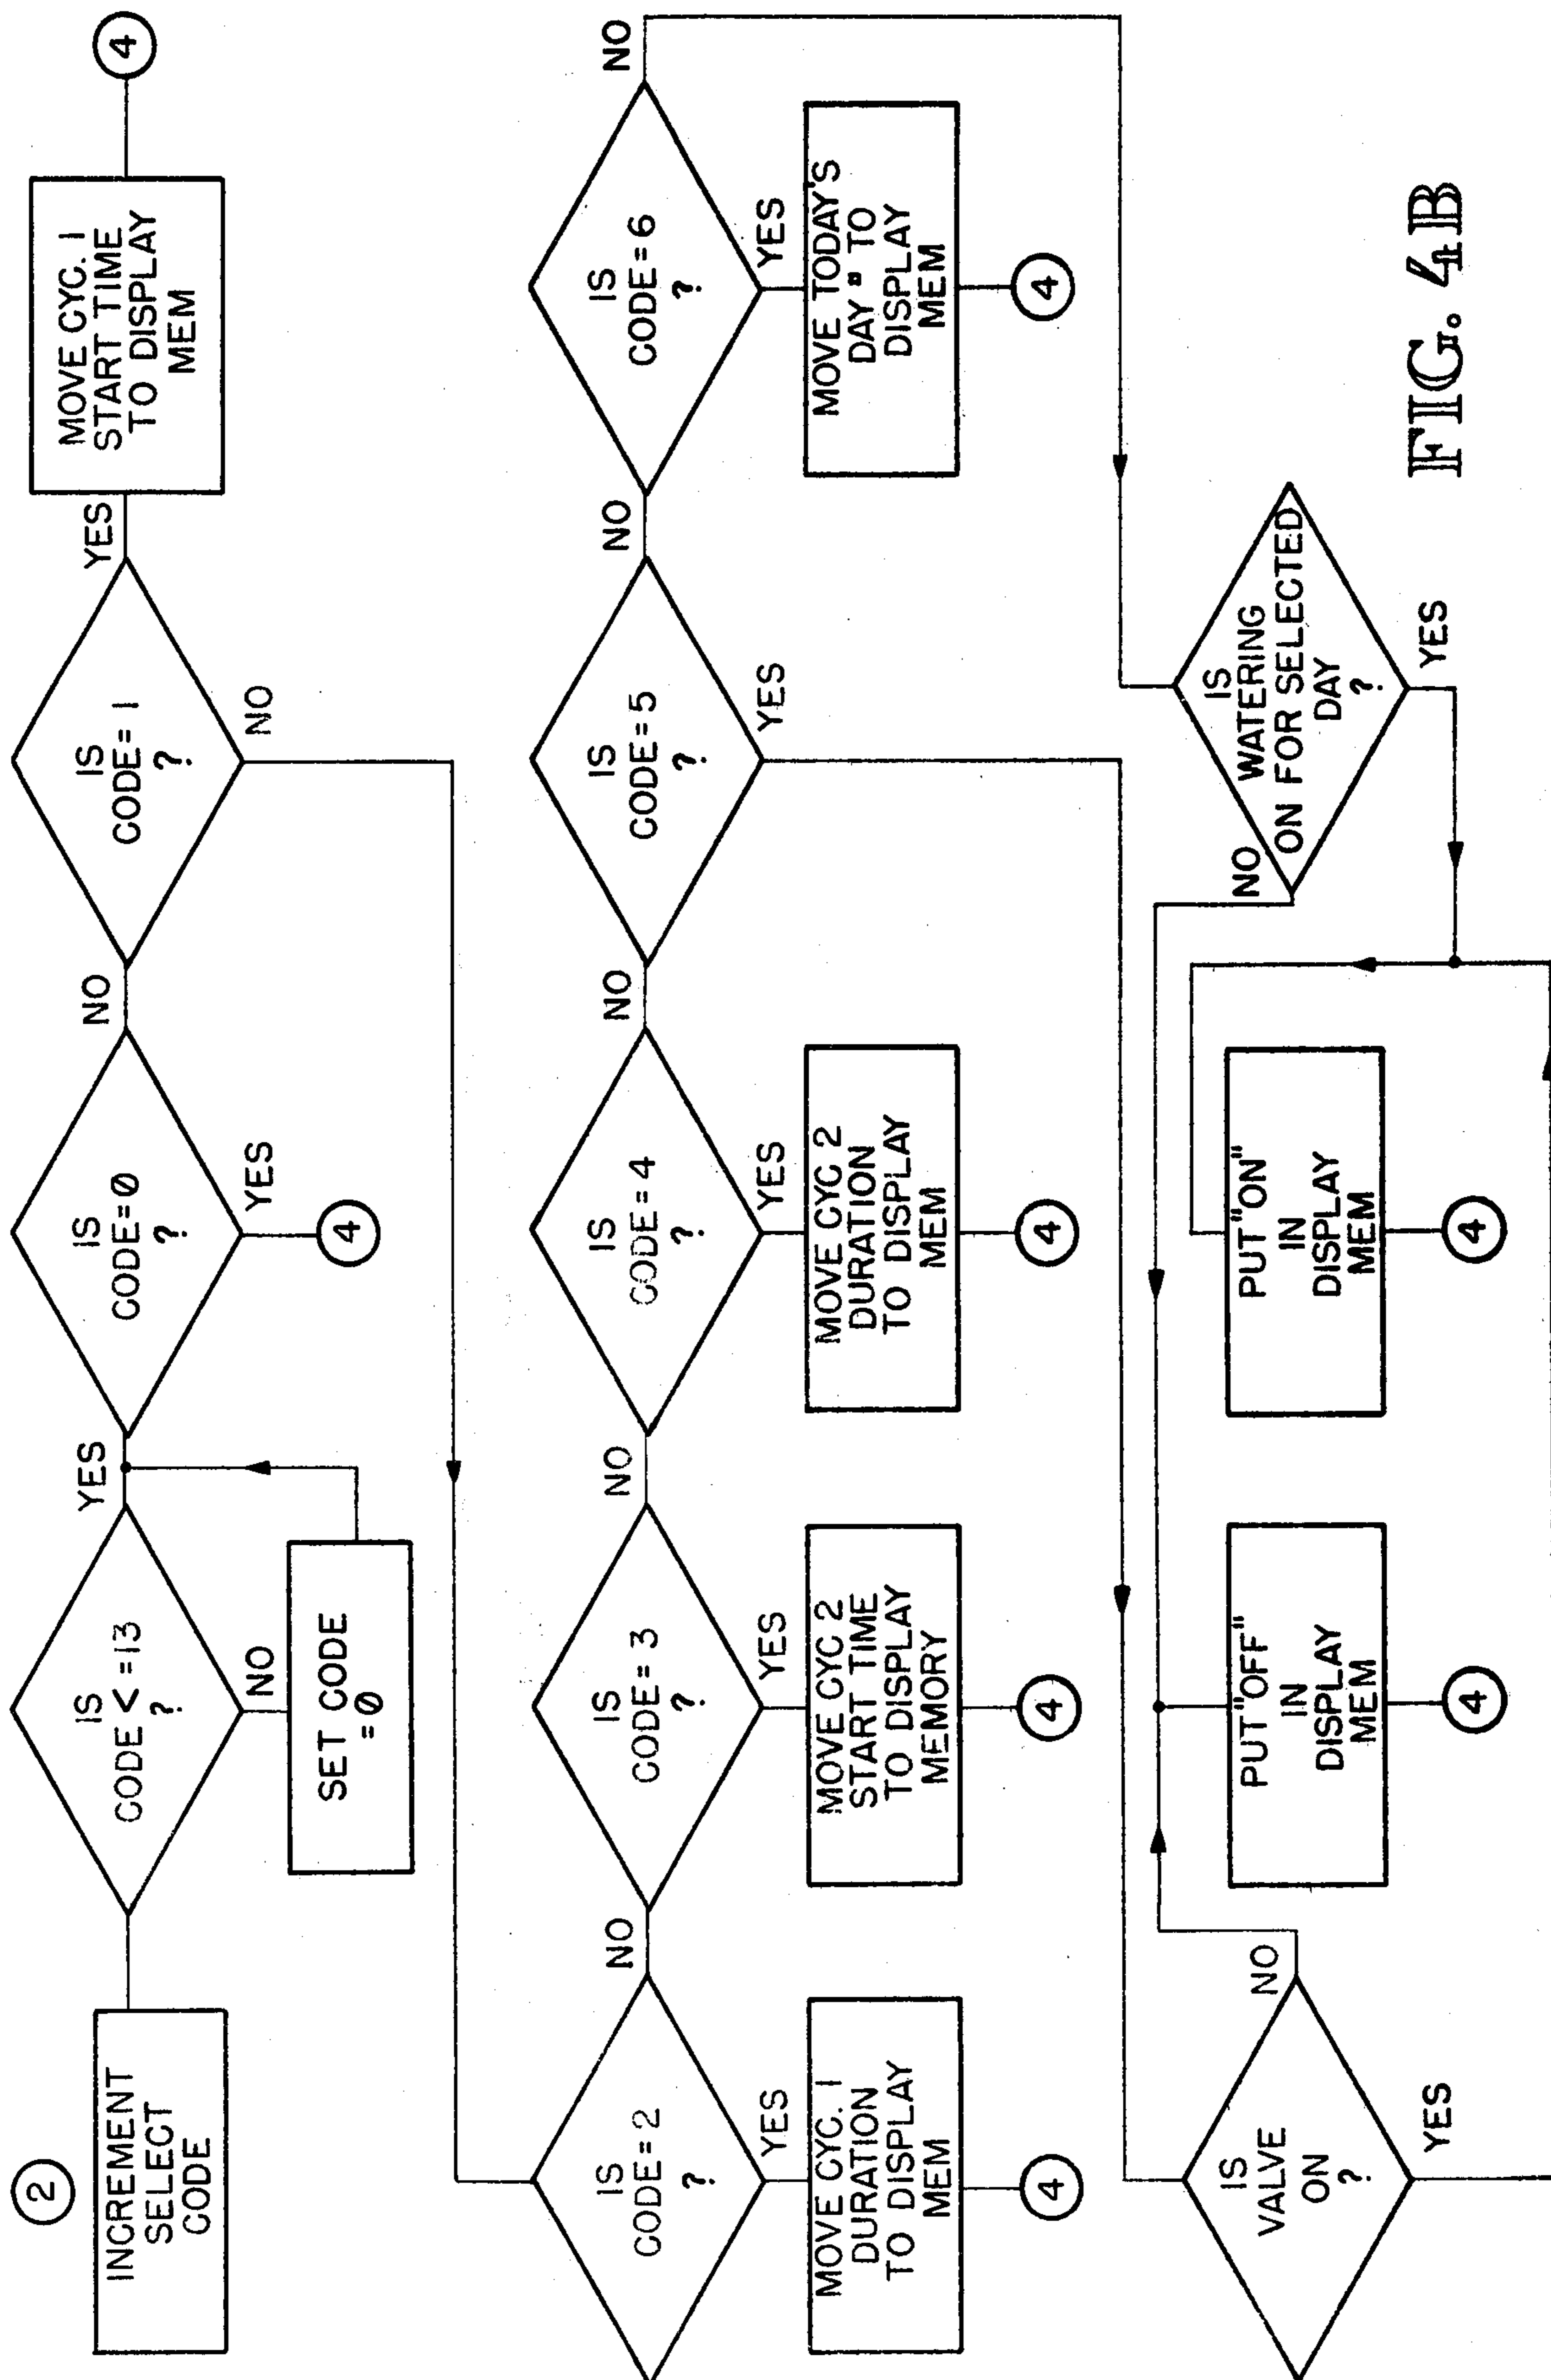 2
INCREMENT
SELECT
CODE
IS
CODE < =13
?
YES
NO
SET CODE
=0
IS
CODE=0
?
NO
YES
4
IS
CODE= 1
?
YES
NO
MOVE CYC. 1
START TIME
TO DISPLAY
MEM
4
IS
CODE=2
?
NO
YES
MOVE CYC. 1
DURATION
TO DISPLAY
MEM
4
IS
CODE=3
?
NO
YES
MOVE CYC 2
START TIME
TO DISPLAY
MEMORY
4
IS
CODE=4
?
NO
YES
MOVE CYC 2
DURATION
TO DISPLAY
MEM
4
IS
CODE=5
?
NO
YES
IS
CODE=6
?
NO
YES
MOVE TODAY'S
DAY " TO
DISPLAY
MEM
4
IS
VALVE
ON
?
NO
YES
PUT "OFF"
IN
DISPLAY
MEM
4
PUT "ON"
IN
DISPLAY
MEM
4
IS
WATERING
ON FOR SELECTED
DAY
?
NO
YES
FIG. 4B